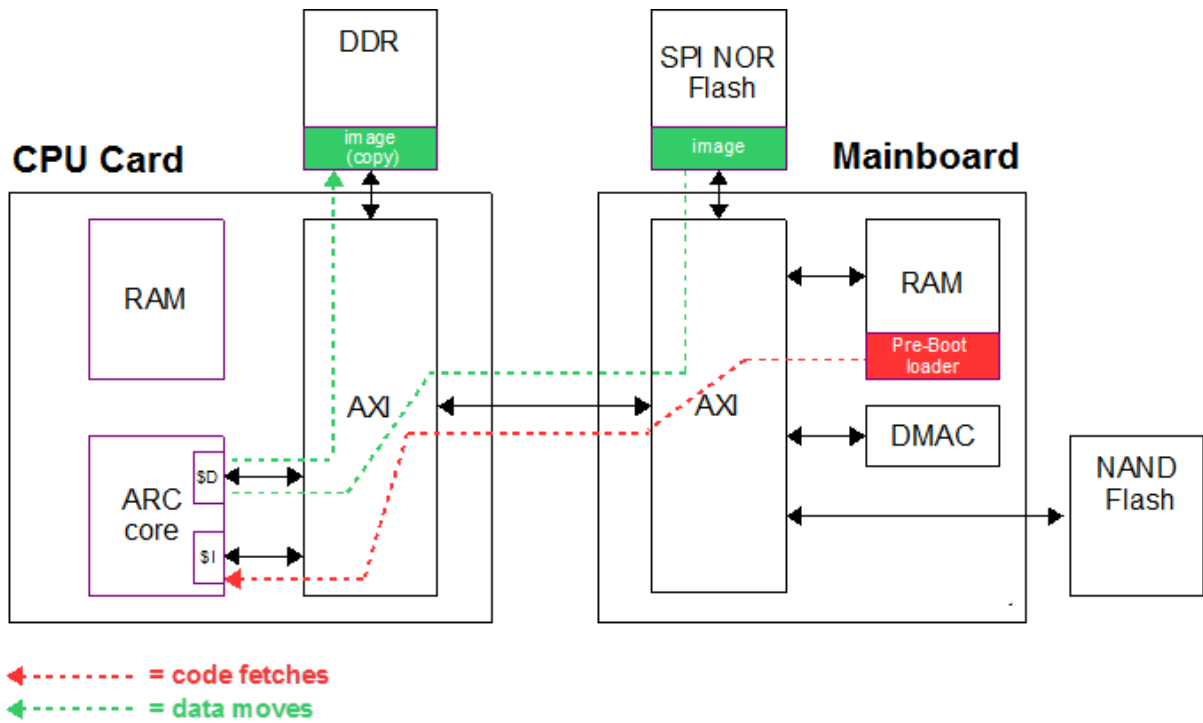 DDR
SPI NOR
Flash
image
(copy)
image
CPU Card
Mainboard
RAM
RAM
Pre-Boot
loader
AXI
AXI
DMAC
$D
ARC
core
$I
NAND
Flash
= code fetches
= data moves